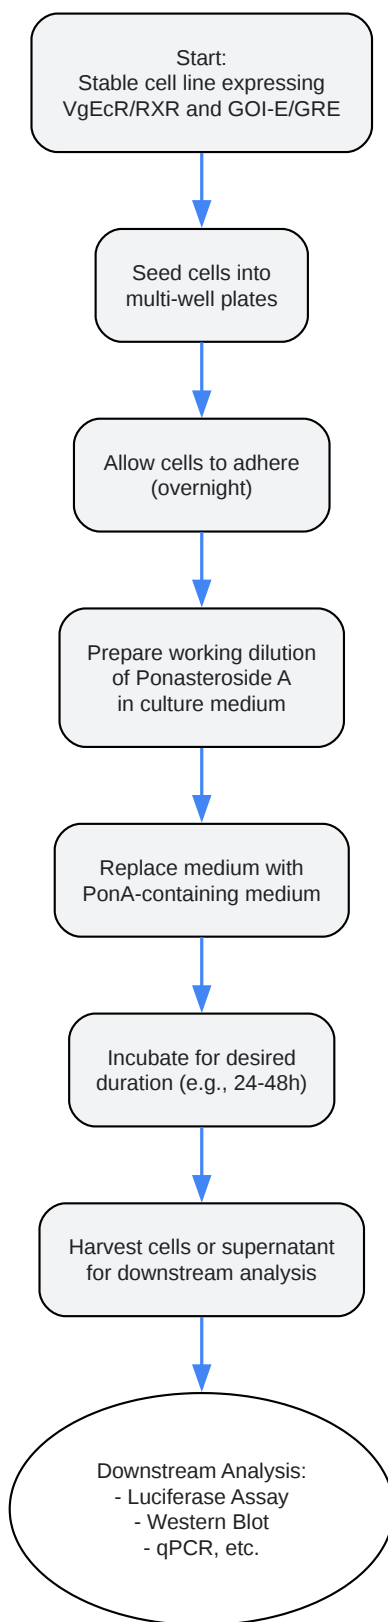 Start:
Stable cell line expressing
VgEcR/RXR and GOI-E/GRE
Seed cells into
multi-well plates
Allow cells to adhere
(overnight)
Prepare working dilution
of Ponasteroside A
in culture medium
Replace medium with
PonA-containing medium
Incubate for desired
duration (e.g., 24-48h)
Harvest cells or supernatant
for downstream analysis
Downstream Analysis:
- Luciferase Assay
- Western Blot
- qPCR, etc.